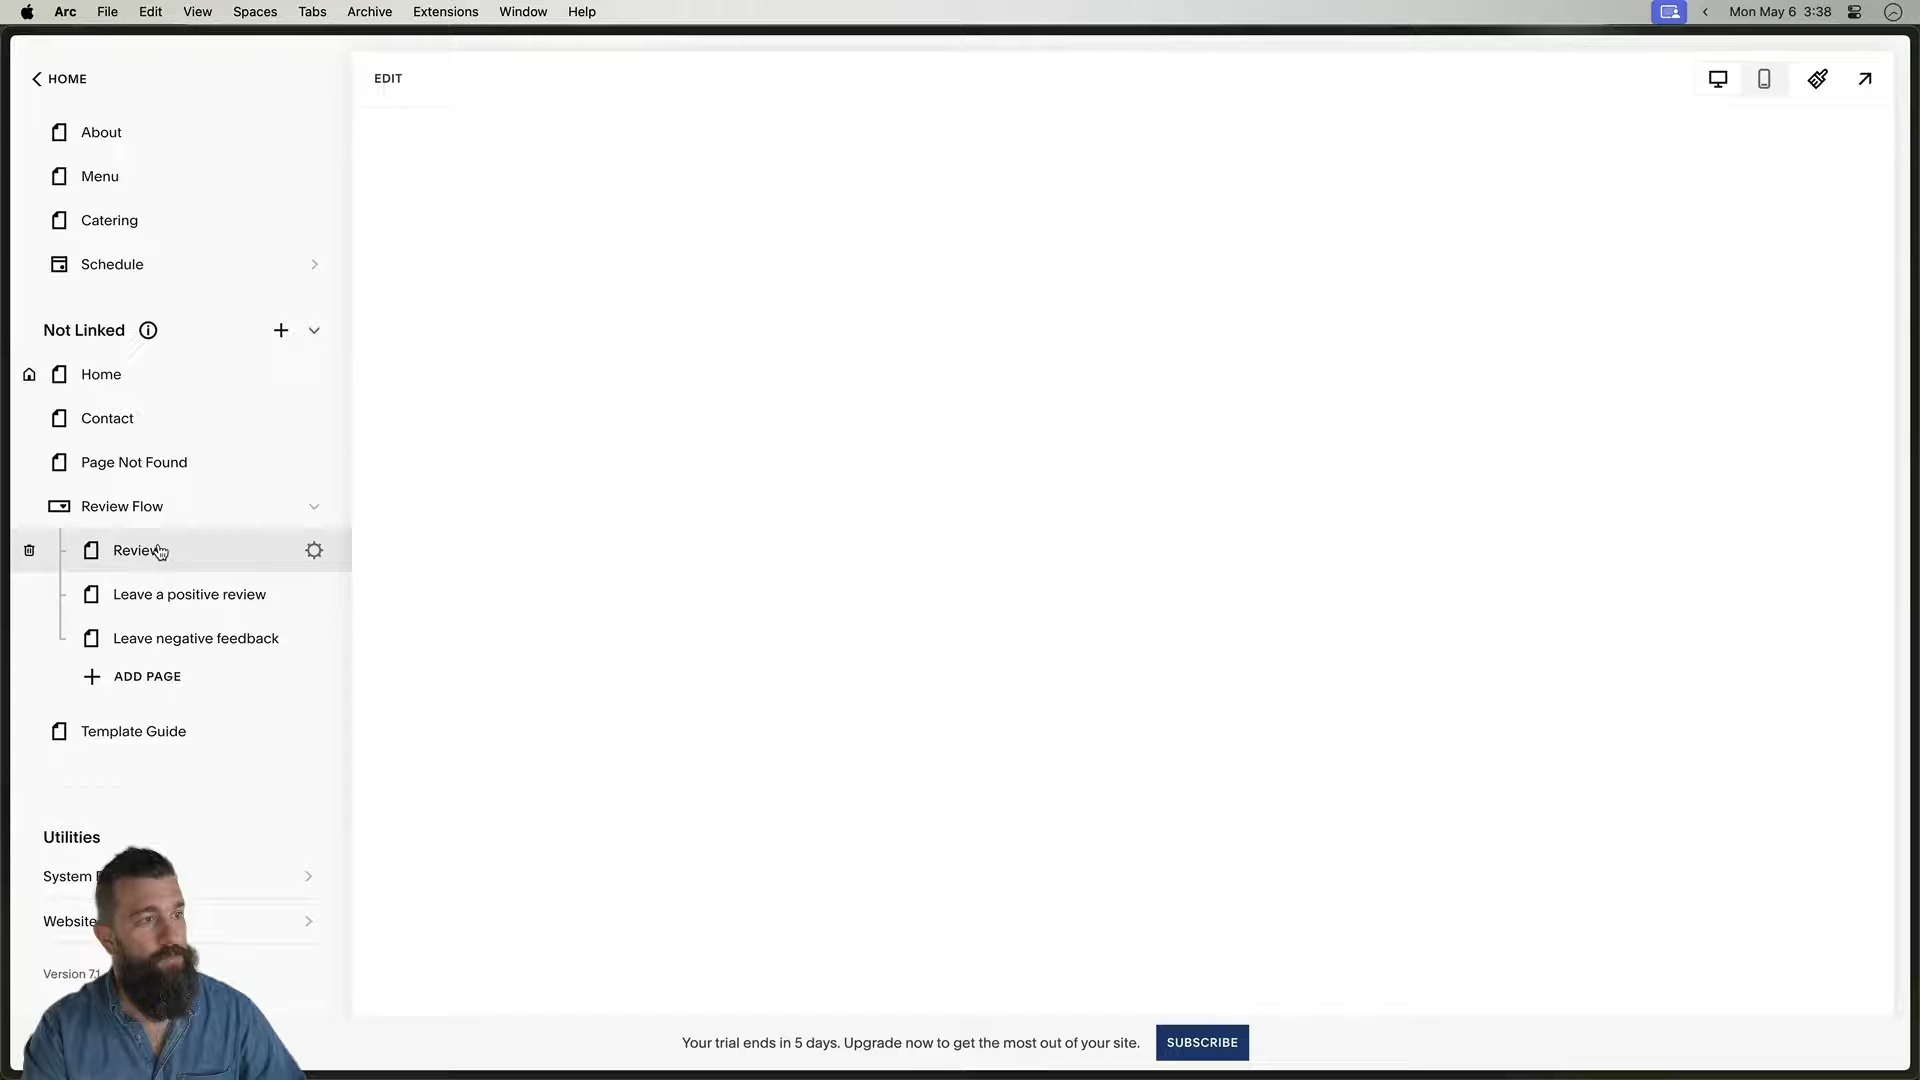 Arc File Edit View Spaces Tabs Archive Extensions Window Help Mon May 6 3:38
HOME
EDIT
About
Menu
Catering
Schedule
Not Linked
Home
Contact
Page Not Found
Review Flow
Review
Leave a positive review
Leave negative feedback
ADD PAGE
Template Guide
Utilities
System
Website
Version 7.1
Your trial ends in 5 days. Upgrade now to get the most out of your site. SUBSCRIBE